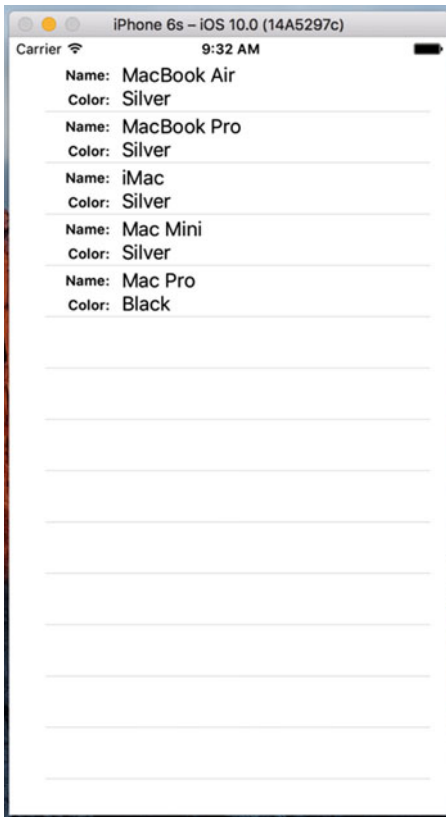 iPhone 6s – iOS 10.0 (14A5297c)
Carrier 9:32 AM
Name: MacBook Air
Color: Silver
Name: MacBook Pro
Color: Silver
Name: iMac
Color: Silver
Name: Mac Mini
Color: Silver
Name: Mac Pro
Color: Black